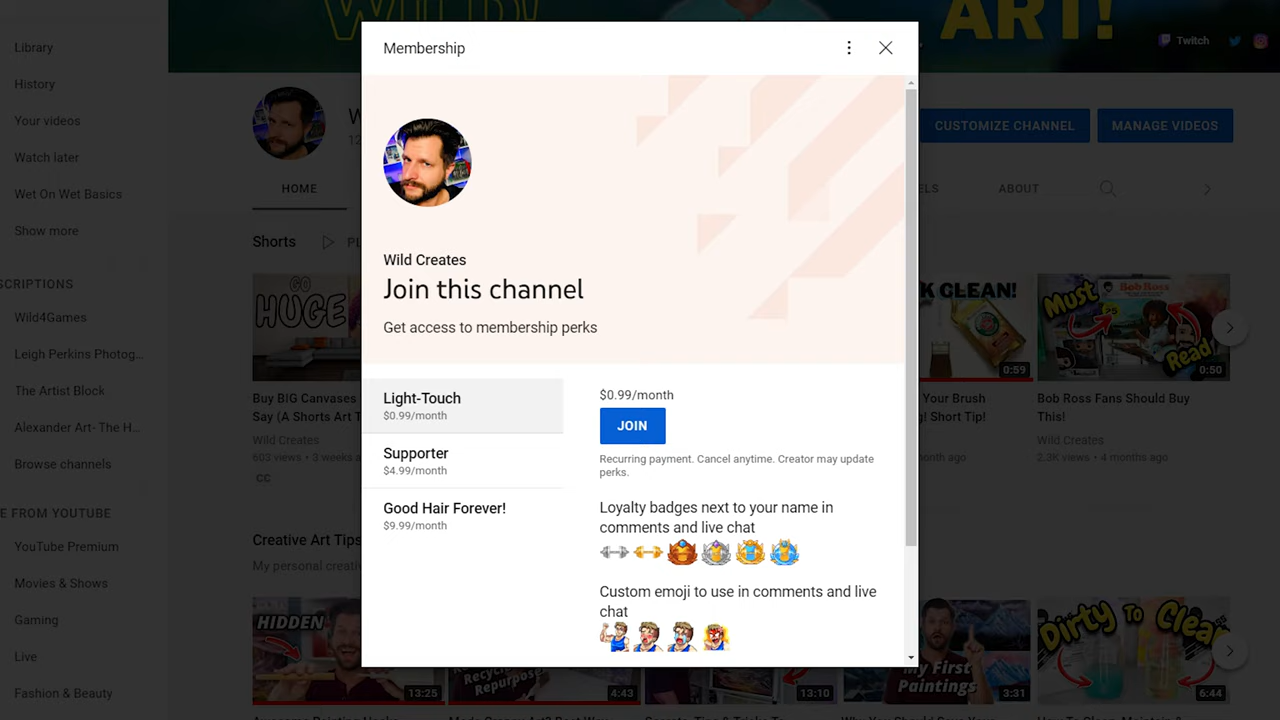 ART!
Twitch
Library
History
Your videos
Watch later
Wet On Wet Basics
Show more
SCRIPTIONS
Wild4Games
Leigh Perkins Photog...
The Artist Block
Alexander Art- The H...
Browse channels
E FROM YOUTUBE
YouTube Premium
Movies & Shows
Gaming
Live
Fashion & Beauty
CUSTOMIZE CHANNEL
MANAGE VIDEOS
HOME
ELS
ABOUT
Shorts
GO
HUGE
Buy BIG Canvases
Say (A Shorts Art T
Wild Creates
603 views • 3 weeks a
CC
K CLEAN!
0:59
Your Brush
g! Short Tip!
month ago
Must
Bob Ross
Read
0:50
Bob Ross Fans Should Buy
This!
Wild Creates
2.3K views • 4 months ago
Creative Art Tips
My personal creativ
HIDDEN
13:25
Recycle
Repurpose
4:43
13:10
My First
Paintings
3:31
Dirty To Clean
6:44
Membership
Wild Creates
Join this channel
Get access to membership perks
Light-Touch
$0.99/month
Supporter
$4.99/month
Good Hair Forever!
$9.99/month
$0.99/month
JOIN
Recurring payment. Cancel anytime. Creator may update
perks.
Loyalty badges next to your name in
comments and live chat
Custom emoji to use in comments and live
chat